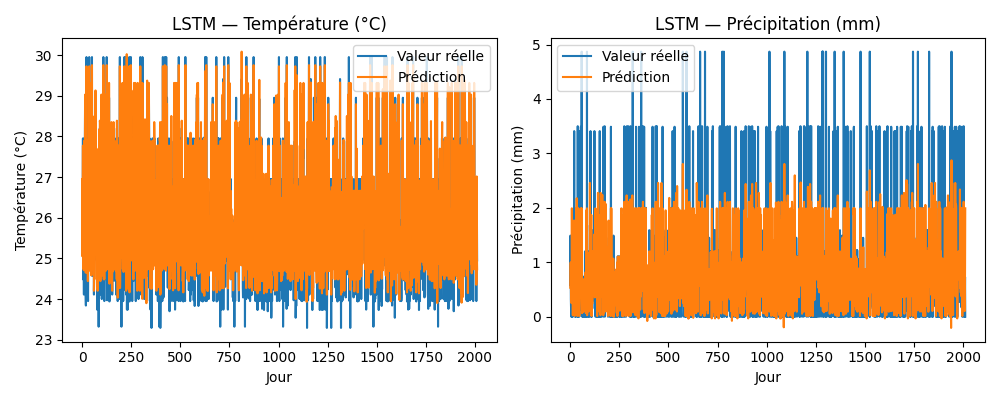 LSTM — Température (°C)
Valeur réelle
Prédiction
Température (°C)
30
29
28
27
26
25
24
23
0 250 500 750 1000 1250 1500 1750 2000
Jour
LSTM — Précipitation (mm)
Valeur réelle
Prédiction
Précipitation (mm)
5
4
3
2
1
0
0 250 500 750 1000 1250 1500 1750 2000
Jour